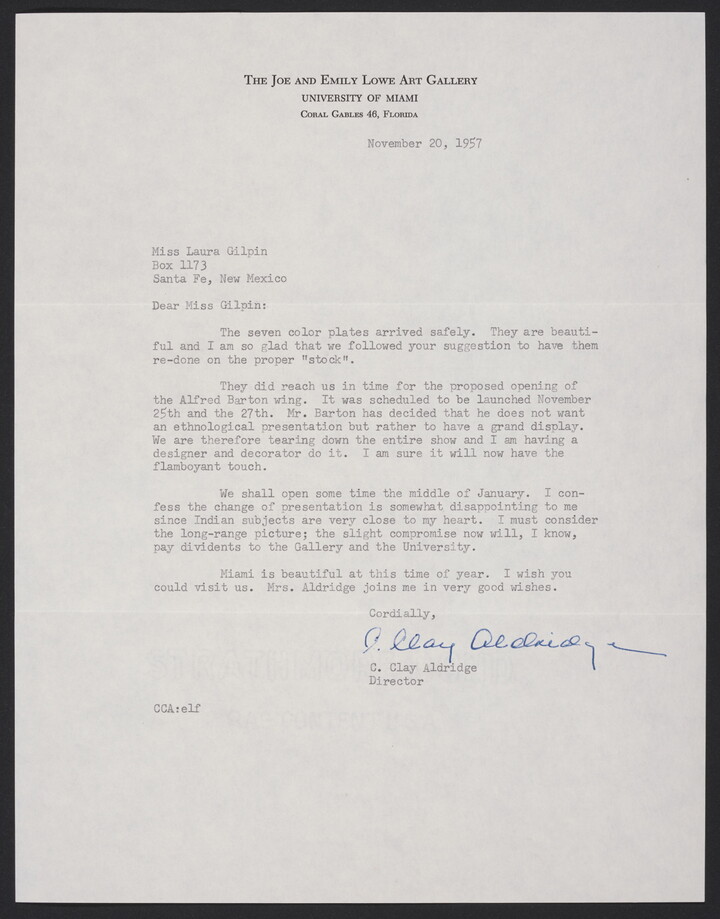 The Joe and Emily Lowe Art Gallery
UNIVERSITY OF MIAMI
Coral Gables 46, Florida
November 20, 1957
Miss Laura Gilpin
Box 1173
Santa Fe, New Mexico
Dear Miss Gilpin:
The seven color plates arrived safely. They are beauti-
ful and I am so glad that we followed your suggestion to have them
re-done on the proper "stock".
They did reach us in time for the proposed opening of
the Alfred Barton wing. It was scheduled to be launched November
25th and the 27th. Mr. Barton has decided that he does not want
an ethnological presentation but rather to have a grand display.
We are therefore tearing down the entire show and I am having a
designer and decorator do it. I am sure it will now have the
flamboyant touch.
We shall open some time the middle of January. I con-
fess the change of presentation is somewhat disappointing to me
since Indian subjects are very close to my heart. I must consider
the long-range picture; the slight compromise now will, I know,
pay dividents to the Gallery and the University.
Miami is beautiful at this time of year. I wish you
could visit us. Mrs. Aldridge joins me in very good wishes.
Cordially,
C. Clay Aldridge
C. Clay Aldridge
Director
CCA:elf